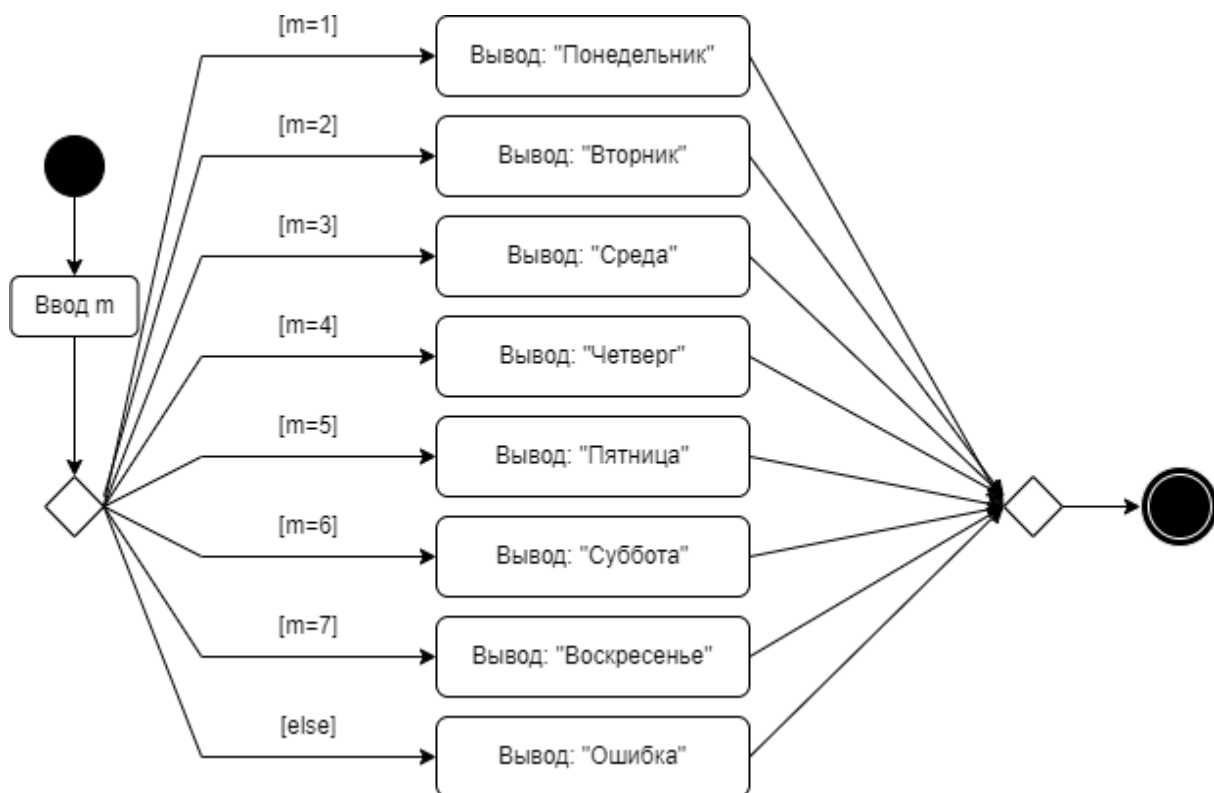 [m=1]
Вывод: "Понедельник"
[m=2]
Вывод: "Вторник"
[m=3]
Вывод: "Среда"
Ввод m
[m=4]
Вывод: "Четверг"
[m=5]
Вывод: "Пятница"
[m=6]
Вывод: "Суббота"
[m=7]
Вывод: "Воскресенье"
[else]
Вывод: "Ошибка"